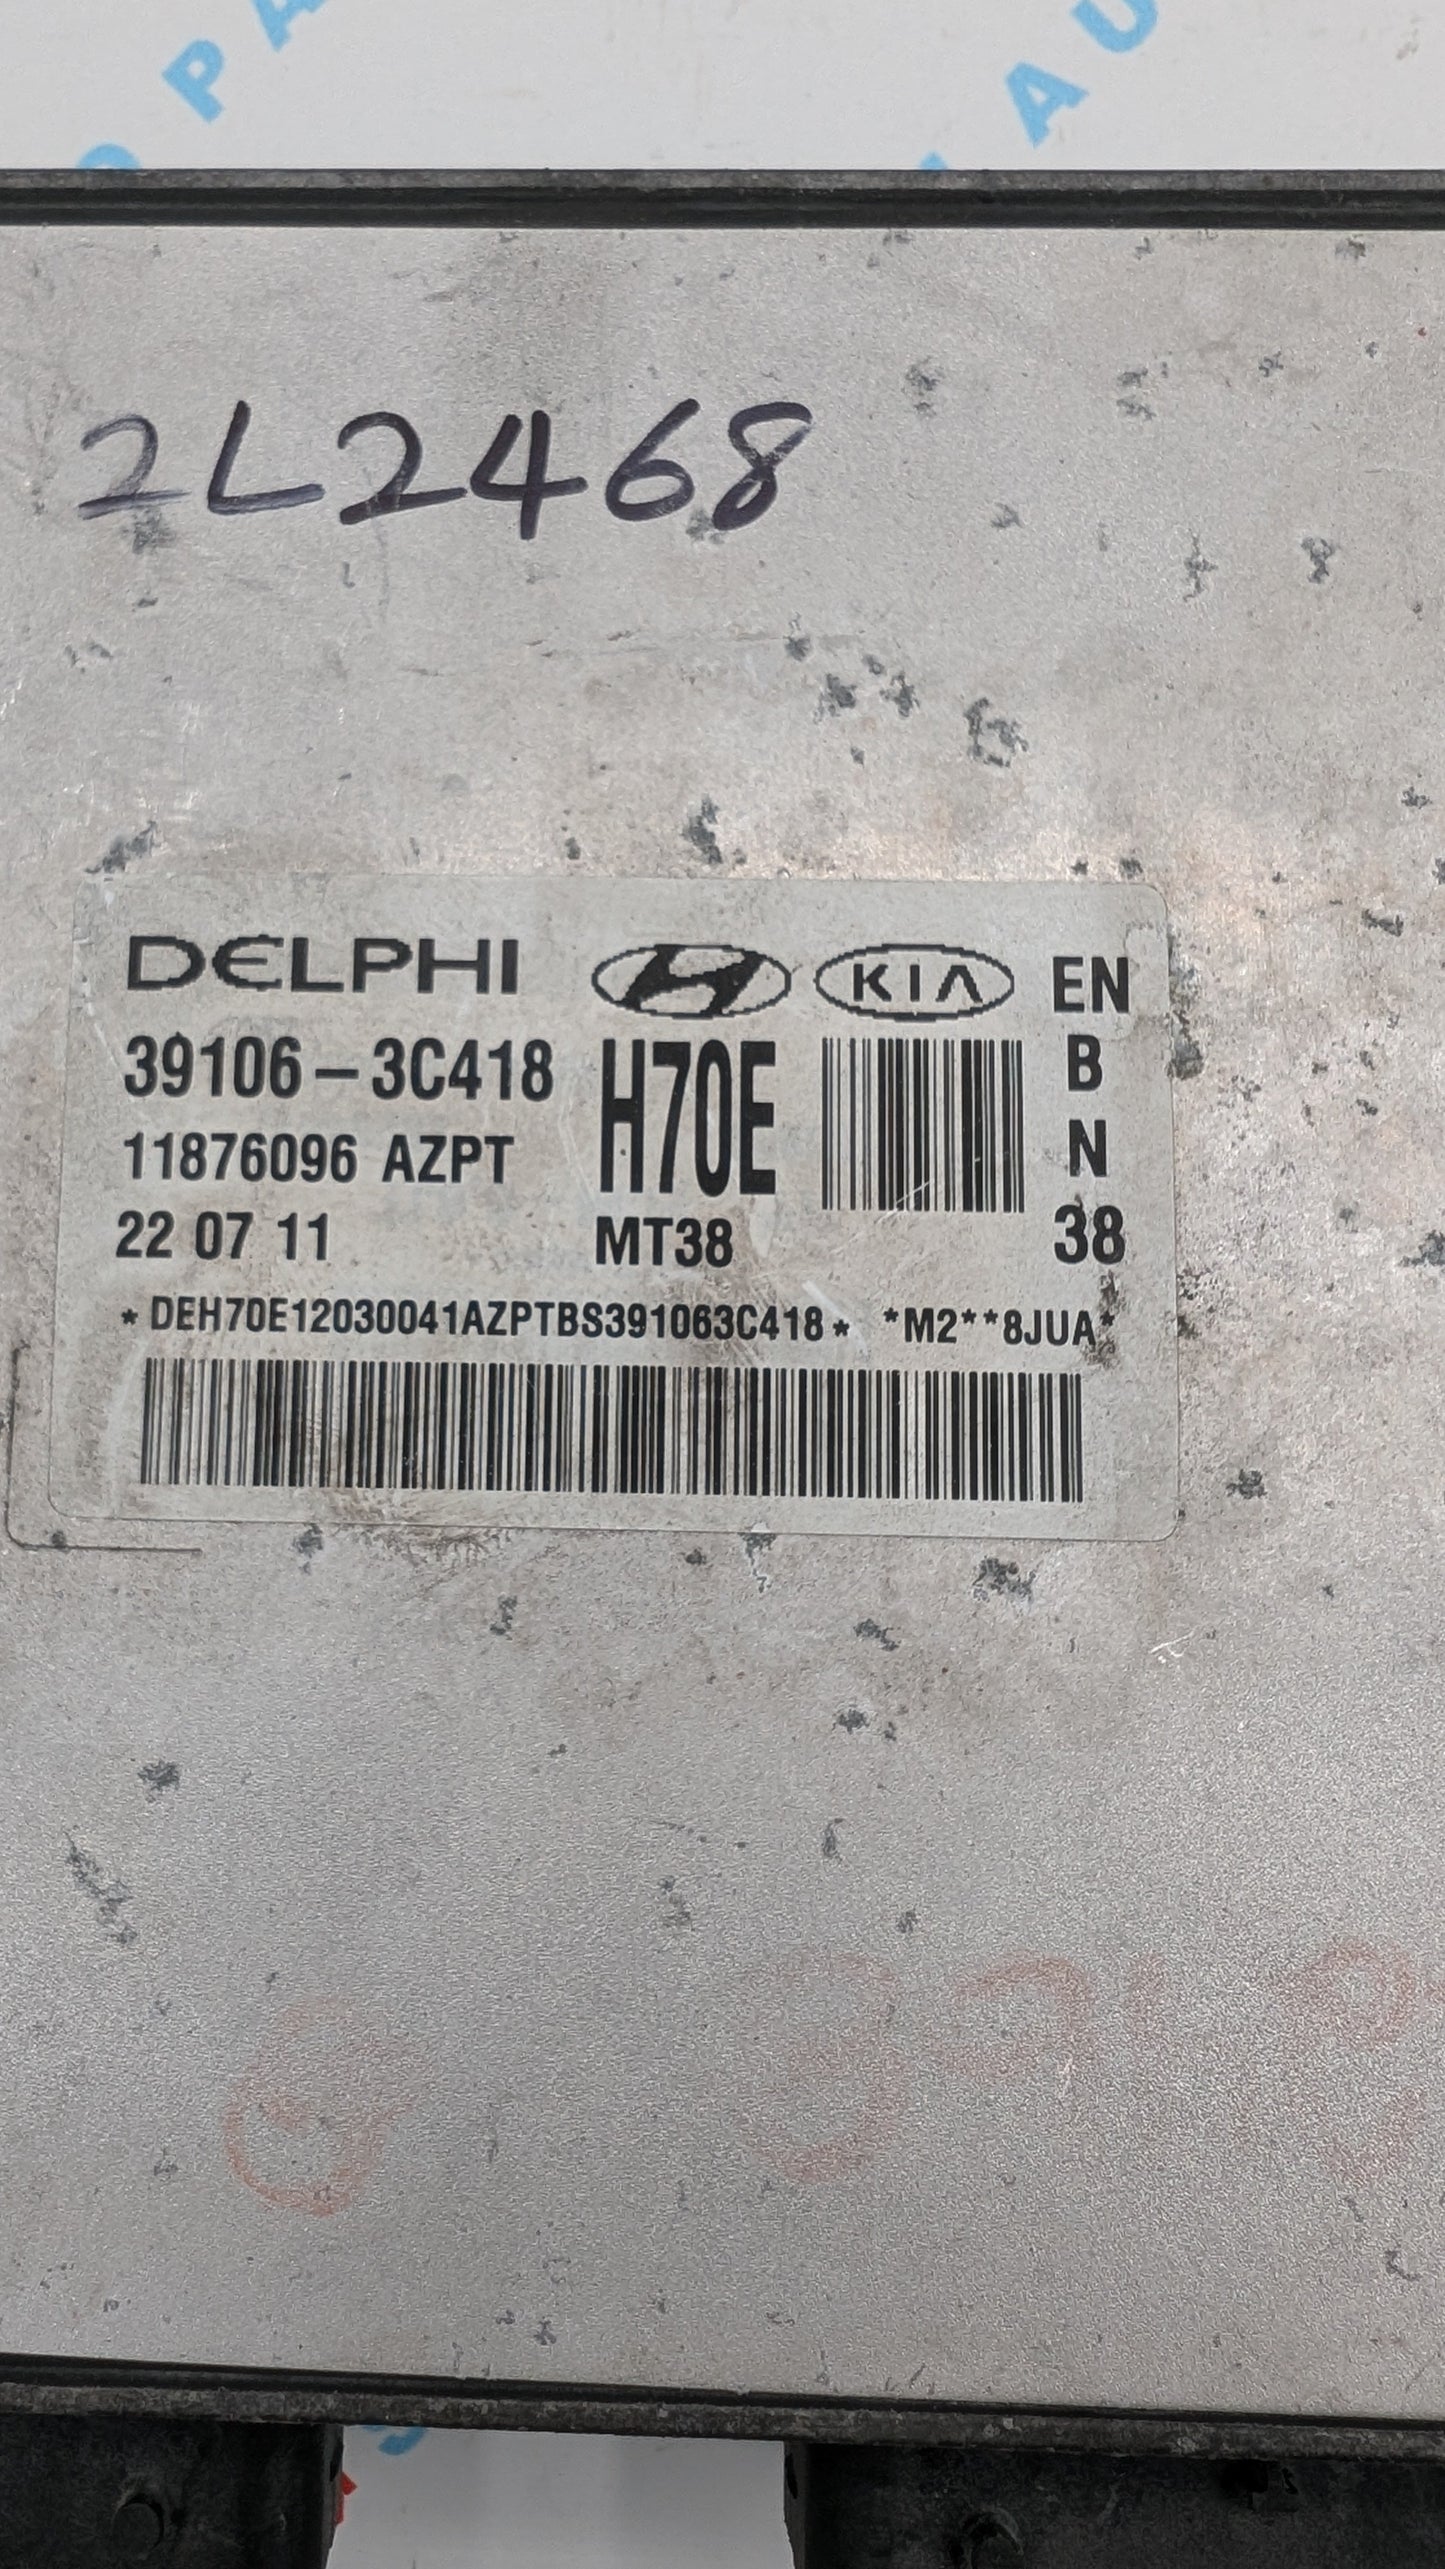 2L2468
DELPHI KIA EN
39106-3C418 H70E B
11876096 AZPT N
22 07 11 MT38 38
*DEH70E12030041AZPTBS391063C418* *M2**8JUA*